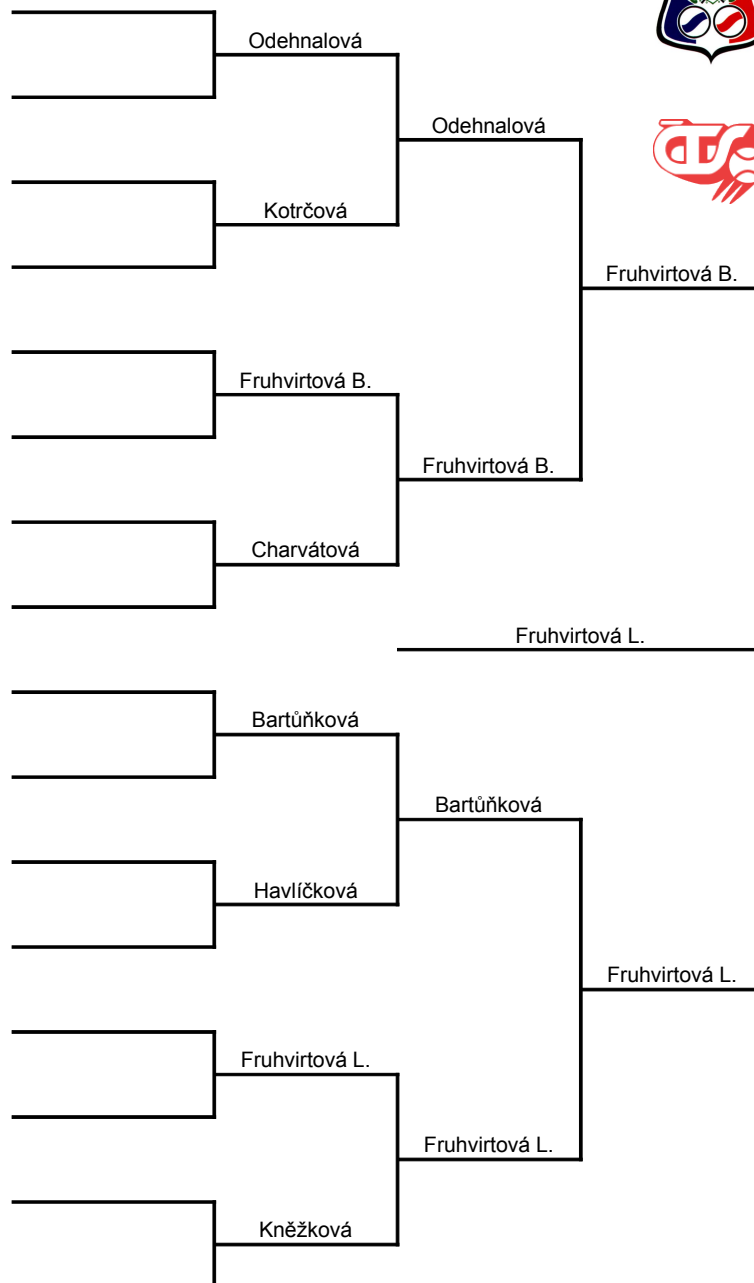 Odehnalová
Odehnalová
Kotrčová
Fruhvirtová B.
Fruhvirtová B.
Fruhvirtová B.
Charvátová
Fruhvirtová L.
Bartůňková
Bartůňková
Havlíčková
Fruhvirtová L.
Fruhvirtová L.
Fruhvirtová L.
Kněžková